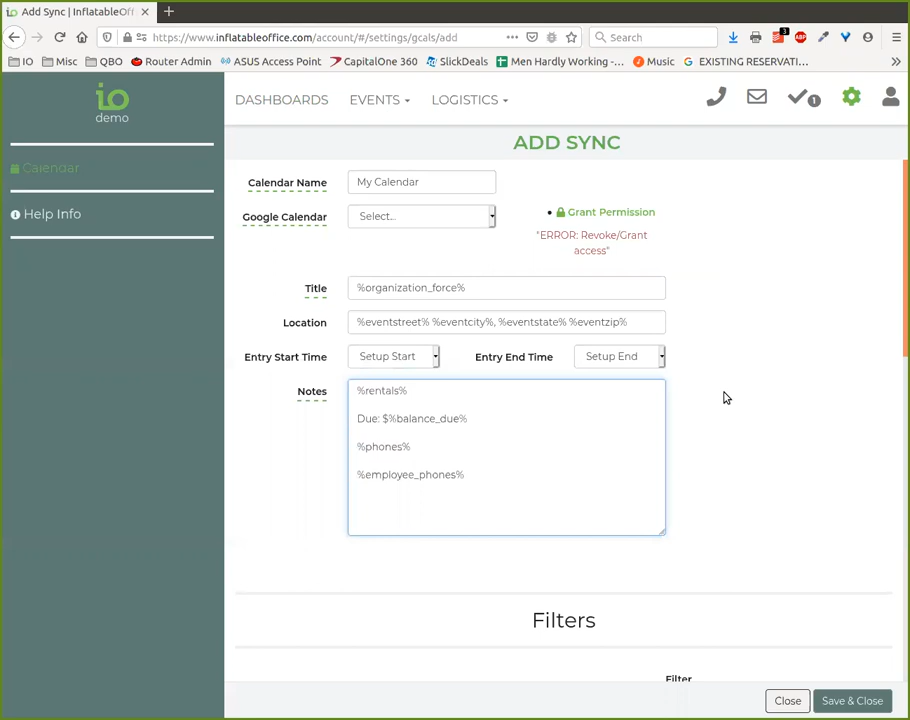 Add Sync | InflatableOff
https://www.inflatableoffice.com/account/#/settings/gcals/add
Search
3
ABP
IO
Misc
QBO
Router Admin
ASUS Access Point
CapitalOne 360
SlickDeals
Men Hardly Working -...
Music
EXISTING RESERVATI...
io
demo
DASHBOARDS
EVENTS
LOGISTICS
1
Calendar
Help Info
ADD SYNC
Calendar Name
My Calendar
Google Calendar
Select...
Grant Permission
"ERROR: Revoke/Grant
access"
Title
%organization_force%
Location
%eventstreet% %eventcity%, %eventstate% %eventzip%
Entry Start Time
Setup Start
Entry End Time
Setup End
Notes
%rentals%
Due: $%balance_due%
%phones%
%employee_phones%
Filters
Filter
Close
Save & Close